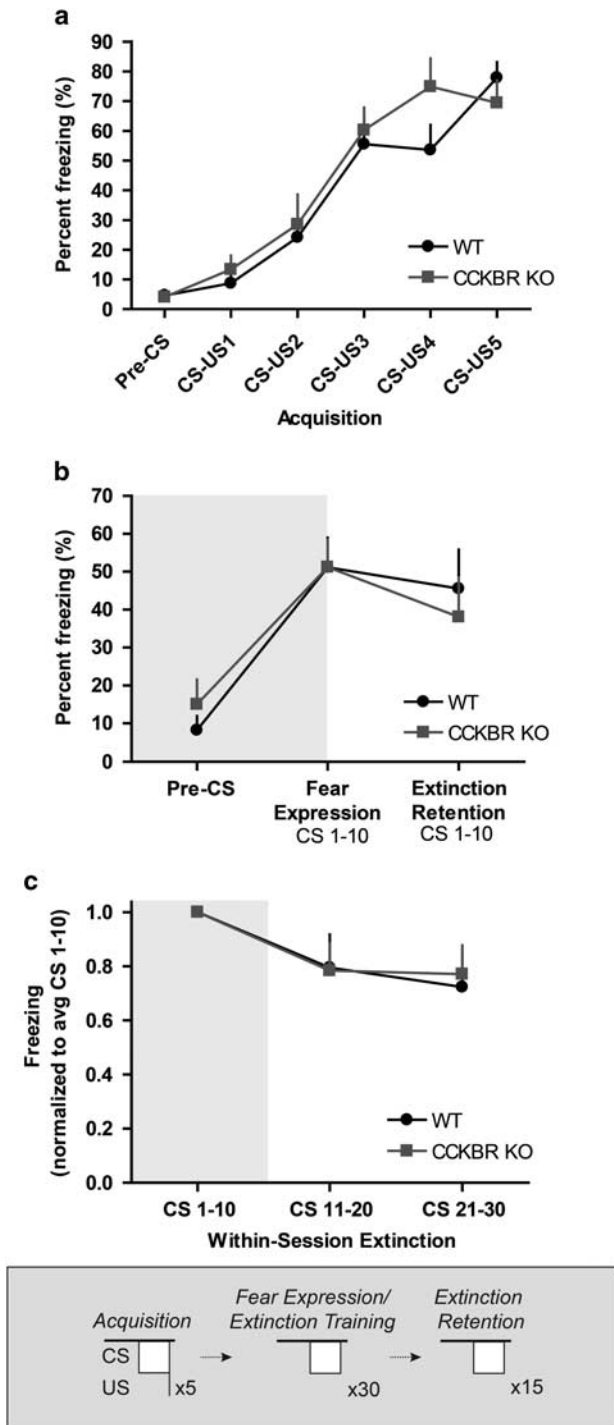 a
90
80
70
60
50
40
30
20
10
0
Percent freezing (%)
WT
CCKBR KO
Pre-CS
CS-US1
CS-US2
CS-US3
CS-US4
CS-US5
Acquisition
b
70
60
50
40
30
20
10
0
Percent freezing (%)
WT
CCKBR KO
Pre-CS
Fear
Expression
CS 1-10
Extinction
Retention
CS 1-10
c
1.0
0.8
0.6
0.4
0.2
0.0
Freezing
(normalized to avg CS 1-10)
WT
CCKBR KO
CS 1-10
CS 11-20
CS 21-30
Within-Session Extinction
Acquisition
CS
US
x5
Fear Expression/
Extinction Training
x30
Extinction
Retention
x15